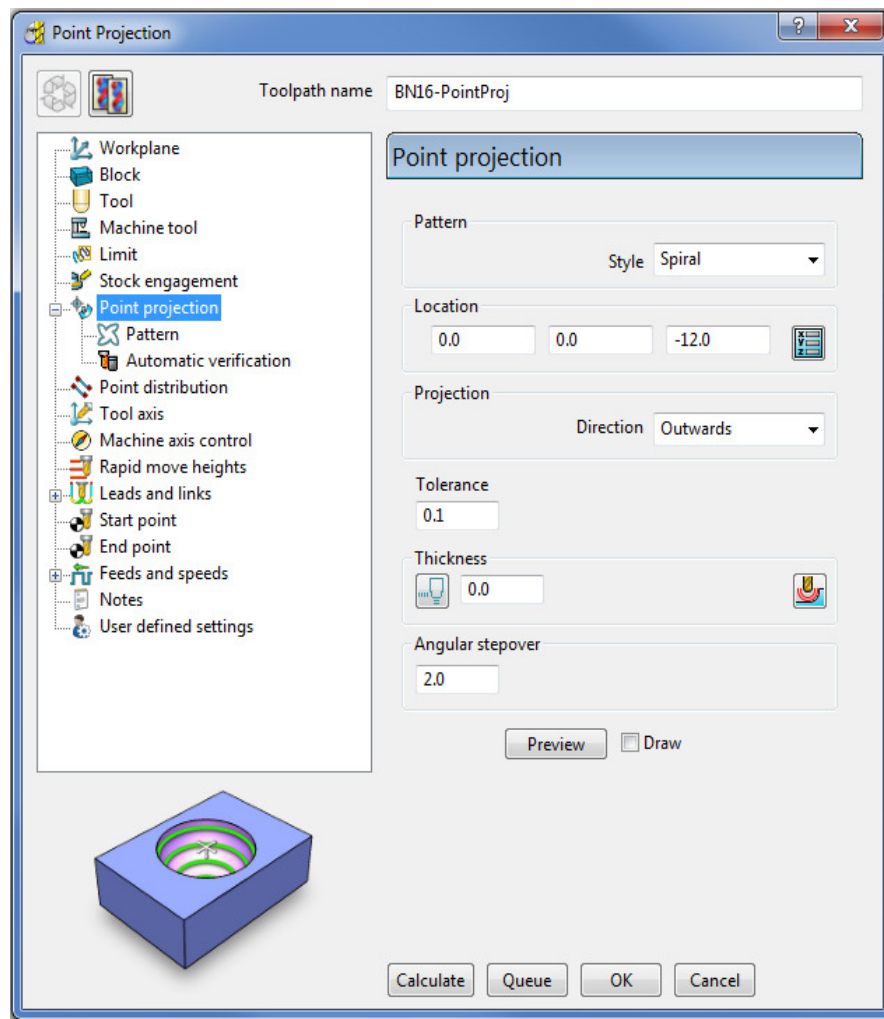 Point Projection
Toolpath name BN16-PointProj
Workplane
Block
Tool
Machine tool
Limit
Stock engagement
Point projection
Pattern
Automatic verification
Point distribution
Tool axis
Machine axis control
Rapid move heights
Leads and links
Start point
End point
Feeds and speeds
Notes
User defined settings
Point projection
Pattern
Style Spiral
Location
0.0 0.0 -12.0
Projection
Direction Outwards
Tolerance
0.1
Thickness
0.0
Angular stepover
2.0
Preview Draw
Calculate Queue OK Cancel